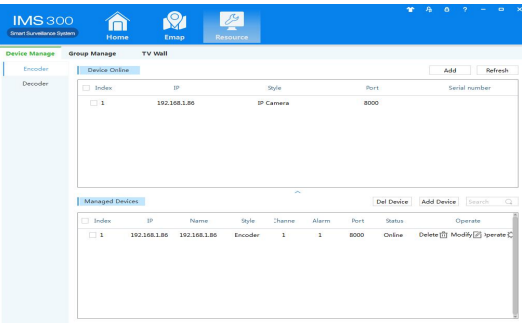 IMS 300
Smart Surveillance System
Home
Emap
Resource
?
Device Manage Group Manage TV Wall
Encoder
Decoder
Device Online
Add Refresh
Index IP Style Port Serial number
1 192.168.1.86 IP Camera 8000
Managed Devices
Del Device Add Device Search
Index IP Name Style Channe Alarm Port Status Operate
1 192.168.1.86 192.168.1.86 Encoder 1 1 8000 Online Delete Modify perate